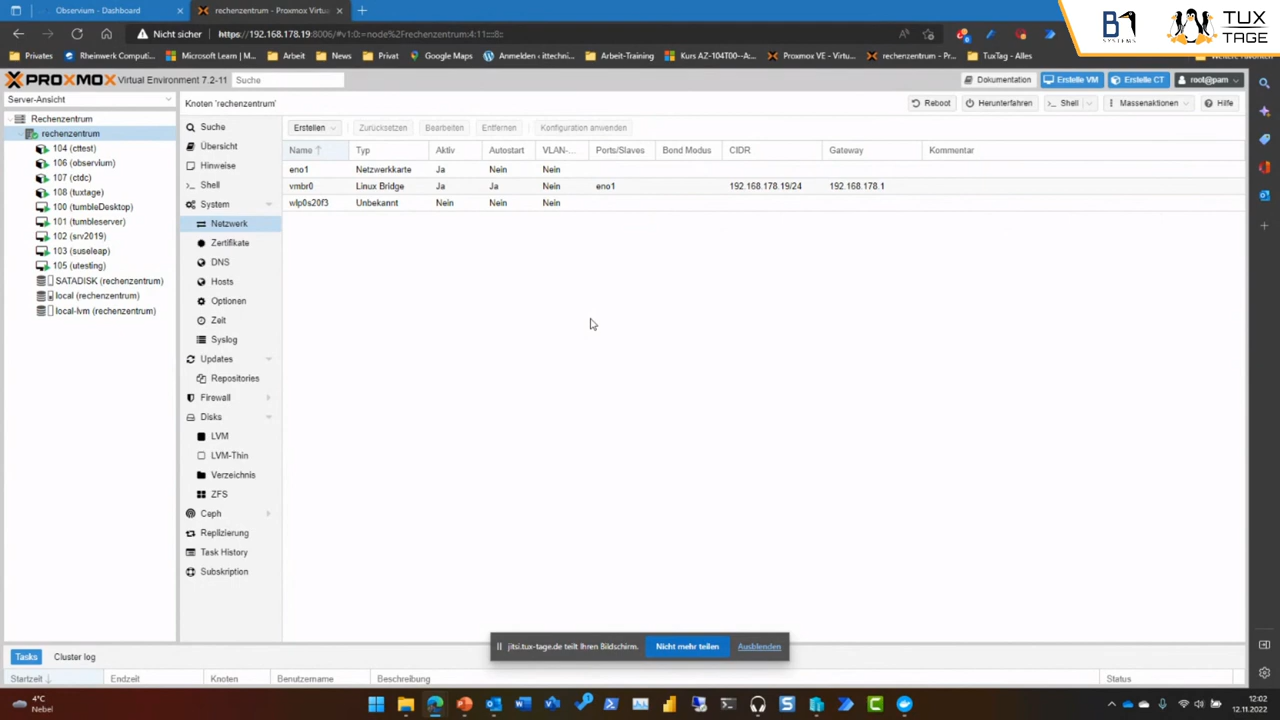 Observium - Dashboard
rechenzentrum - Proxmox Virtu
Nicht sicher
https://192.168.178.19:8006/#v1:0:=node%2Frechenzentrum:4:11:::8::
Privates
Rheinwerk Comput...
Microsoft Learn | M...
Arbeit
News
Privat
Google Maps
Anmelden | ittechni...
Arbeit-Training
Kurs AZ-104T00--A...
Proxmox VE - Virtu...
rechenzentrum - P...
TuxTag - Alles
B1
SYSTEMS
TUX
TAGE
PROXMOX Virtual Environment 7.2-11
Suche
Dokumentation
Erstelle VM
Erstelle CT
root@pam
Server-Ansicht
Rechenzentrum
rechenzentrum
104 (cttest)
106 (observium)
107 (ctdc)
108 (tuxtage)
100 (tumbleDesktop)
101 (tumbleserver)
102 (srv2019)
103 (suseleap)
105 (utesting)
SATADISK (rechenzentrum)
local (rechenzentrum)
local-lvm (rechenzentrum)
Knoten 'rechenzentrum'
Reboot
Herunterfahren
Shell
Massenaktionen
Hilfe
Suche
Übersicht
Hinweise
Shell
System
Netzwerk
Zertifikate
DNS
Hosts
Optionen
Zeit
Syslog
Updates
Repositories
Firewall
Disks
LVM
LVM-Thin
Verzeichnis
ZFS
Ceph
Replizierung
Task History
Subskription
Erstellen
Zurücksetzen
Bearbeiten
Entfernen
Konfiguration anwenden
Name Typ Aktiv Autostart VLAN-... Ports/Slaves Bond Modus CIDR Gateway Kommentar
eno1 Netzwerkkarte Ja Nein Nein
vmbr0 Linux Bridge Ja Ja Nein eno1 192.168.178.19/24 192.168.178.1
wlp0s20f3 Unbekannt Nein Nein Nein
jitsi.tux-tage.de teilt Ihren Bildschirm.
Nicht mehr teilen
Ausblenden
Tasks
Cluster log
Startzeit Endzeit Knoten Benutzername Beschreibung Status
4°C
Nebel
12:02
12.11.2022